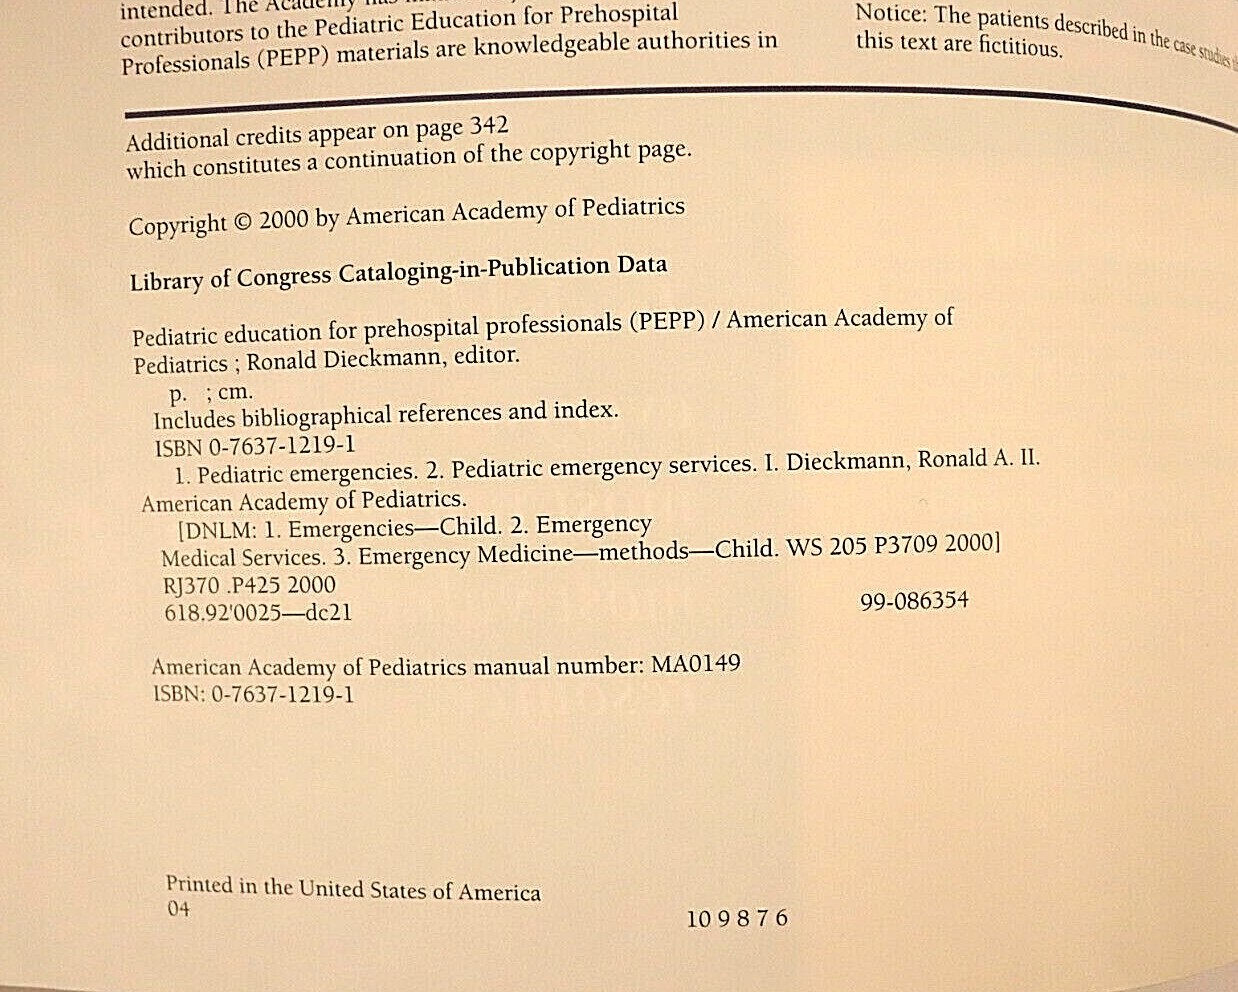 intended. The Academy has
contributors to the Pediatric Education for Prehospital
Professionals (PEPP) materials are knowledgeable authorities in
Notice: The patients described in the case studies
this text are fictitious.
Additional credits appear on page 342
which constitutes a continuation of the copyright page.
Copyright © 2000 by American Academy of Pediatrics
Library of Congress Cataloging-in-Publication Data
Pediatric education for prehospital professionals (PEPP) / American Academy of
Pediatrics ; Ronald Dieckmann, editor.
p. ; cm.
Includes bibliographical references and index.
ISBN 0-7637-1219-1
1. Pediatric emergencies. 2. Pediatric emergency services. I. Dieckmann, Ronald A. II.
American Academy of Pediatrics.
[DNLM: 1. Emergencies—Child. 2. Emergency
Medical Services. 3. Emergency Medicine—methods—Child. WS 205 P3709 2000]
RJ370 .P425 2000
618.92'0025—dc21
99-086354
American Academy of Pediatrics manual number: MA0149
ISBN: 0-7637-1219-1
Printed in the United States of America
04
10 9 8 7 6